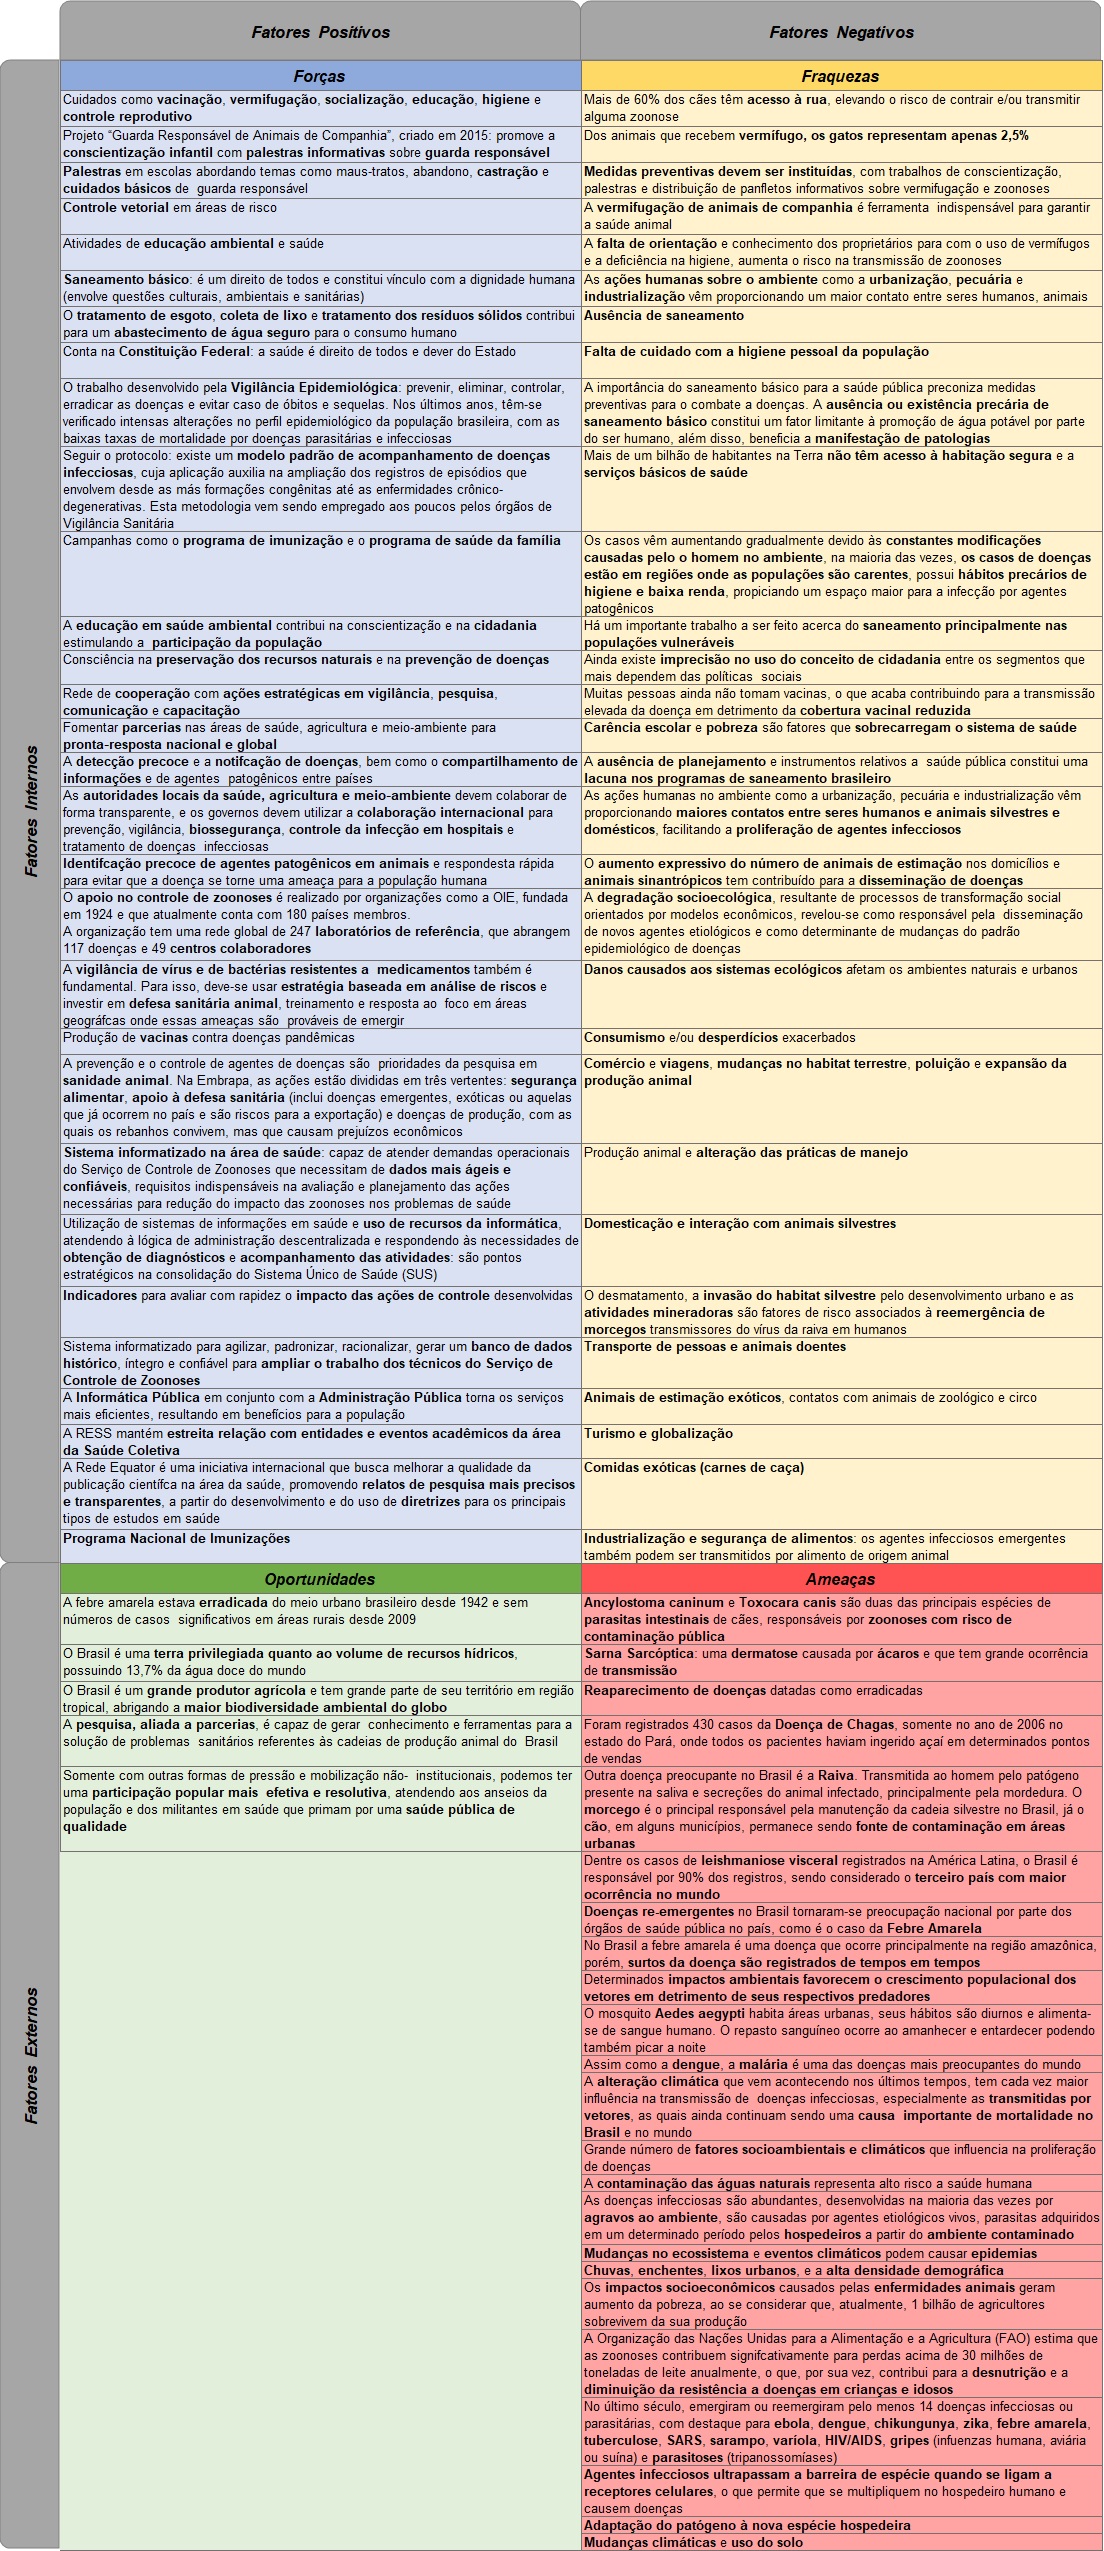 Fatores Positivos
Fatores Negativos
Fatores Internos
Forças
Cuidados como vacinação, vermifugação, socialização, educação, higiene e
controle reprodutivo
Projeto “Guarda Responsável de Animais de Companhia”, criado em 2015: promove a
conscientização infantil com palestras informativas sobre guarda responsável
Palestras em escolas abordando temas como maus-tratos, abandono, castração e
cuidados básicos de guarda responsável
Controle vetorial em áreas de risco
Atividades de educação ambiental e saúde
Saneamento básico: é um direito de todos e constitui vínculo com a dignidade humana
(envolve questões culturais, ambientais e sanitárias)
O tratamento de esgoto, coleta de lixo e tratamento dos resíduos sólidos contribui
para um abastecimento de água seguro para o consumo humano
Conta na Constituição Federal: a saúde é direito de todos e dever do Estado
O trabalho desenvolvido pela Vigilância Epidemiológica: prevenir, eliminar, controlar,
erradicar as doenças e evitar caso de óbitos e sequelas. Nos últimos anos, têm-se
verificado intensas alterações no perfil epidemiológico da população brasileira, com as
baixas taxas de mortalidade por doenças parasitárias e infecciosas
Seguir o protocolo: existe um modelo padrão de acompanhamento de doenças
infecciosas, cuja aplicação auxilia na ampliação dos registros de episódios que
envolvem desde as más formações congênitas até as enfermidades crônico-
degenerativas. Esta metodologia vem sendo empregado aos poucos pelos órgãos de
Vigilância Sanitária
Campanhas como o programa de imunização e o programa de saúde da família
A educação em saúde ambiental contribui na conscientização e na cidadania
estimulando a participação da população
Consciência na preservação dos recursos naturais e na prevenção de doenças
Rede de cooperação com ações estratégicas em vigilância, pesquisa,
comunicação e capacitação
Fomentar parcerias nas áreas de saúde, agricultura e meio-ambiente para
pronta-resposta nacional e global
A detecção precoce e a notifcação de doenças, bem como o compartilhamento de
informações e de agentes patogênicos entre países
As autoridades locais da saúde, agricultura e meio-ambiente devem colaborar de
forma transparente, e os governos devem utilizar a colaboração internacional para
prevenção, vigilância, biossegurança, controle da infecção em hospitais e
tratamento de doenças infecciosas
Identifcação precoce de agentes patogênicos em animais e respondesta rápida
para evitar que a doença se torne uma ameaça para a população humana
O apoio no controle de zoonoses é realizado por organizações como a OIE, fundada
em 1924 e que atualmente conta com 180 países membros.
A organização tem uma rede global de 247 laboratórios de referência, que abrangem
117 doenças e 49 centros colaboradores
A vigilância de vírus e de bactérias resistentes a medicamentos também é
fundamental. Para isso, deve-se usar estratégia baseada em análise de riscos e
investir em defesa sanitária animal, treinamento e resposta ao foco em áreas
geográfcas onde essas ameaças são prováveis de emergir
Produção de vacinas contra doenças pandêmicas
A prevenção e o controle de agentes de doenças são prioridades da pesquisa em
sanidade animal. Na Embrapa, as ações estão divididas em três vertentes: segurança
alimentar, apoio à defesa sanitária (inclui doenças emergentes, exóticas ou aquelas
que já ocorrem no país e são riscos para a exportação) e doenças de produção, com as
quais os rebanhos convivem, mas que causam prejuízos econômicos
Sistema informatizado na área de saúde: capaz de atender demandas operacionais
do Serviço de Controle de Zoonoses que necessitam de dados mais ágeis e
confiáveis, requisitos indispensáveis na avaliação e planejamento das ações
necessárias para redução do impacto das zoonoses nos problemas de saúde
Utilização de sistemas de informações em saúde e uso de recursos da informática,
atendendo à lógica de administração descentralizada e respondendo às necessidades de
obtenção de diagnósticos e acompanhamento das atividades: são pontos
estratégicos na consolidação do Sistema Único de Saúde (SUS)
Indicadores para avaliar com rapidez o impacto das ações de controle desenvolvidas
Sistema informatizado para agilizar, padronizar, racionalizar, gerar um banco de dados
histórico, íntegro e confiável para ampliar o trabalho dos técnicos do Serviço de
Controle de Zoonoses
A Informática Pública em conjunto com a Administração Pública torna os serviços
mais eficientes, resultando em benefícios para a população
A RESS mantém estreita relação com entidades e eventos acadêmicos da área
da Saúde Coletiva
A Rede Equator é uma iniciativa internacional que busca melhorar a qualidade da
publicação científca na área da saúde, promovendo relatos de pesquisa mais precisos
e transparentes, a partir do desenvolvimento e do uso de diretrizes para os principais
tipos de estudos em saúde
Programa Nacional de Imunizações
Fraquezas
Mais de 60% dos cães têm acesso à rua, elevando o risco de contrair e/ou transmitir
alguma zoonose
Dos animais que recebem vermífugo, os gatos representam apenas 2,5%
Medidas preventivas devem ser instituídas, com trabalhos de conscientização,
palestras e distribuição de panfletos informativos sobre vermifugação e zoonoses
A vermifugação de animais de companhia é ferramenta indispensável para garantir
a saúde animal
A falta de orientação e conhecimento dos proprietários para com o uso de vermífugos
e a deficiência na higiene, aumenta o risco na transmissão de zoonoses
As ações humanas sobre o ambiente como a urbanização, pecuária e
industrialização vêm proporcionando um maior contato entre seres humanos, animais
Ausência de saneamento
Falta de cuidado com a higiene pessoal da população
A importância do saneamento básico para a saúde pública preconiza medidas
preventivas para o combate a doenças. A ausência ou existência precária de
saneamento básico constitui um fator limitante à promoção de água potável por parte
do ser humano, além disso, beneficia a manifestação de patologias
Mais de um bilhão de habitantes na Terra não têm acesso à habitação segura e a
serviços básicos de saúde
Os casos vêm aumentando gradualmente devido às constantes modificações
causadas pelo o homem no ambiente, na maioria das vezes, os casos de doenças
estão em regiões onde as populações são carentes, possui hábitos precários de
higiene e baixa renda, propiciando um espaço maior para a infecção por agentes
patogênicos
Há um importante trabalho a ser feito acerca do saneamento principalmente nas
populações vulneráveis
Ainda existe imprecisão no uso do conceito de cidadania entre os segmentos que
mais dependem das políticas sociais
Muitas pessoas ainda não tomam vacinas, o que acaba contribuindo para a transmissão
elevada da doença em detrimento da cobertura vacinal reduzida
Carência escolar e pobreza são fatores que sobrecarregam o sistema de saúde
A ausência de planejamento e instrumentos relativos a saúde pública constitui uma
lacuna nos programas de saneamento brasileiro
As ações humanas no ambiente como a urbanização, pecuária e industrialização vêm
proporcionando maiores contatos entre seres humanos e animais silvestres e
domésticos, facilitando a proliferação de agentes infecciosos
O aumento expressivo do número de animais de estimação nos domicílios e
animais sinantrópicos tem contribuído para a disseminação de doenças
A degradação socioecológica, resultante de processos de transformação social
orientados por modelos econômicos, revelou-se como responsável pela disseminação
de novos agentes etiológicos e como determinante de mudanças do padrão
epidemiológico de doenças
Danos causados aos sistemas ecológicos afetam os ambientes naturais e urbanos
Consumismo e/ou desperdícios exacerbados
Comércio e viagens, mudanças no habitat terrestre, poluição e expansão da
produção animal
Produção animal e alteração das práticas de manejo
Domesticação e interação com animais silvestres
O desmatamento, a invasão do habitat silvestre pelo desenvolvimento urbano e as
atividades mineradoras são fatores de risco associados à reemergência de
morcegos transmissores do vírus da raiva em humanos
Transporte de pessoas e animais doentes
Animais de estimação exóticos, contatos com animais de zoológico e circo
Turismo e globalização
Comidas exóticas (carnes de caça)
Industrialização e segurança de alimentos: os agentes infecciosos emergentes
também podem ser transmitidos por alimento de origem animal
Fatores Externos
Oportunidades
A febre amarela estava erradicada do meio urbano brasileiro desde 1942 e sem
números de casos significativos em áreas rurais desde 2009
O Brasil é uma terra privilegiada quanto ao volume de recursos hídricos,
possuindo 13,7% da água doce do mundo
O Brasil é um grande produtor agrícola e tem grande parte de seu território em região
tropical, abrigando a maior biodiversidade ambiental do globo
A pesquisa, aliada a parcerias, é capaz de gerar conhecimento e ferramentas para a
solução de problemas sanitários referentes às cadeias de produção animal do Brasil
Somente com outras formas de pressão e mobilização não- institucionais, podemos ter
uma participação popular mais efetiva e resolutiva, atendendo aos anseios da
população e dos militantes em saúde que primam por uma saúde pública de
qualidade
Ameaças
Ancylostoma caninum e Toxocara canis são duas das principais espécies de
parasitas intestinais de cães, responsáveis por zoonoses com risco de
contaminação pública
Sarna Sarcóptica: uma dermatose causada por ácaros e que tem grande ocorrência
de transmissão
Reaparecimento de doenças datadas como erradicadas
Foram registrados 430 casos da Doença de Chagas, somente no ano de 2006 no
estado do Pará, onde todos os pacientes haviam ingerido açaí em determinados pontos
de vendas
Outra doença preocupante no Brasil é a Raiva. Transmitida ao homem pelo patógeno
presente na saliva e secreções do animal infectado, principalmente pela mordedura. O
morcego é o principal responsável pela manutenção da cadeia silvestre no Brasil, já o
cão, em alguns municípios, permanece sendo fonte de contaminação em áreas
urbanas
Dentre os casos de leishmaniose visceral registrados na América Latina, o Brasil é
responsável por 90% dos registros, sendo considerado o terceiro país com maior
ocorrência no mundo
Doenças re-emergentes no Brasil tornaram-se preocupação nacional por parte dos
órgãos de saúde pública no país, como é o caso da Febre Amarela
No Brasil a febre amarela é uma doença que ocorre principalmente na região amazônica,
porém, surtos da doença são registrados de tempos em tempos
Determinados impactos ambientais favorecem o crescimento populacional dos
vetores em detrimento de seus respectivos predadores
O mosquito Aedes aegypti habita áreas urbanas, seus hábitos são diurnos e alimenta-
se de sangue humano. O repasto sanguíneo ocorre ao amanhecer e entardecer podendo
também picar a noite
Assim como a dengue, a malária é uma das doenças mais preocupantes do mundo
A alteração climática que vem acontecendo nos últimos tempos, tem cada vez maior
influência na transmissão de doenças infecciosas, especialmente as transmitidas por
vetores, as quais ainda continuam sendo uma causa importante de mortalidade no
Brasil e no mundo
Grande número de fatores socioambientais e climáticos que influencia na proliferação
de doenças
A contaminação das águas naturais representa alto risco a saúde humana
As doenças infecciosas são abundantes, desenvolvidas na maioria das vezes por
agravos ao ambiente, são causadas por agentes etiológicos vivos, parasitas adquiridos
em um determinado período pelos hospedeiros a partir do ambiente contaminado
Mudanças no ecossistema e eventos climáticos podem causar epidemias
Chuvas, enchentes, lixos urbanos, e a alta densidade demográfica
Os impactos socioeconômicos causados pelas enfermidades animais geram
aumento da pobreza, ao se considerar que, atualmente, 1 bilhão de agricultores
sobrevivem da sua produção
A Organização das Nações Unidas para a Alimentação e a Agricultura (FAO) estima que
as zoonoses contribuem signifcativamente para perdas acima de 30 milhões de
toneladas de leite anualmente, o que, por sua vez, contribui para a desnutrição e a
diminuição da resistência a doenças em crianças e idosos
No último século, emergiram ou reemergiram pelo menos 14 doenças infecciosas ou
parasitárias, com destaque para ebola, dengue, chikungunya, zika, febre amarela,
tuberculose, SARS, sarampo, varíola, HIV/AIDS, gripes (infuenzas humana, aviária
ou suína) e parasitoses (tripanossomíases)
Agentes infecciosos ultrapassam a barreira de espécie quando se ligam a
receptores celulares, o que permite que se multipliquem no hospedeiro humano e
causem doenças
Adaptação do patógeno à nova espécie hospedeira
Mudanças climáticas e uso do solo